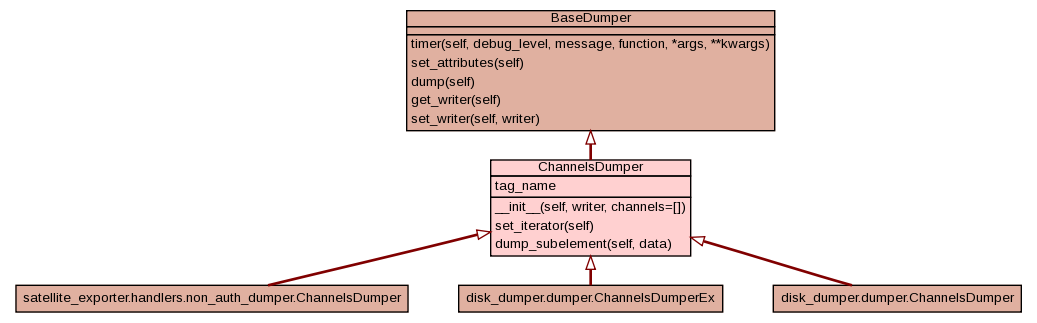 BaseDumper
timer(self, debug_level, message, function, *args, **kwargs)
set_attributes(self)
dump(self)
get_writer(self)
set_writer(self, writer)
ChannelsDumper
tag_name
__init__(self, writer, channels=[])
set_iterator(self)
dump_subelement(self, data)
satellite_exporter.handlers.non_auth_dumper.ChannelsDumper
disk_dumper.dumper.ChannelsDumperEx
disk_dumper.dumper.ChannelsDumper